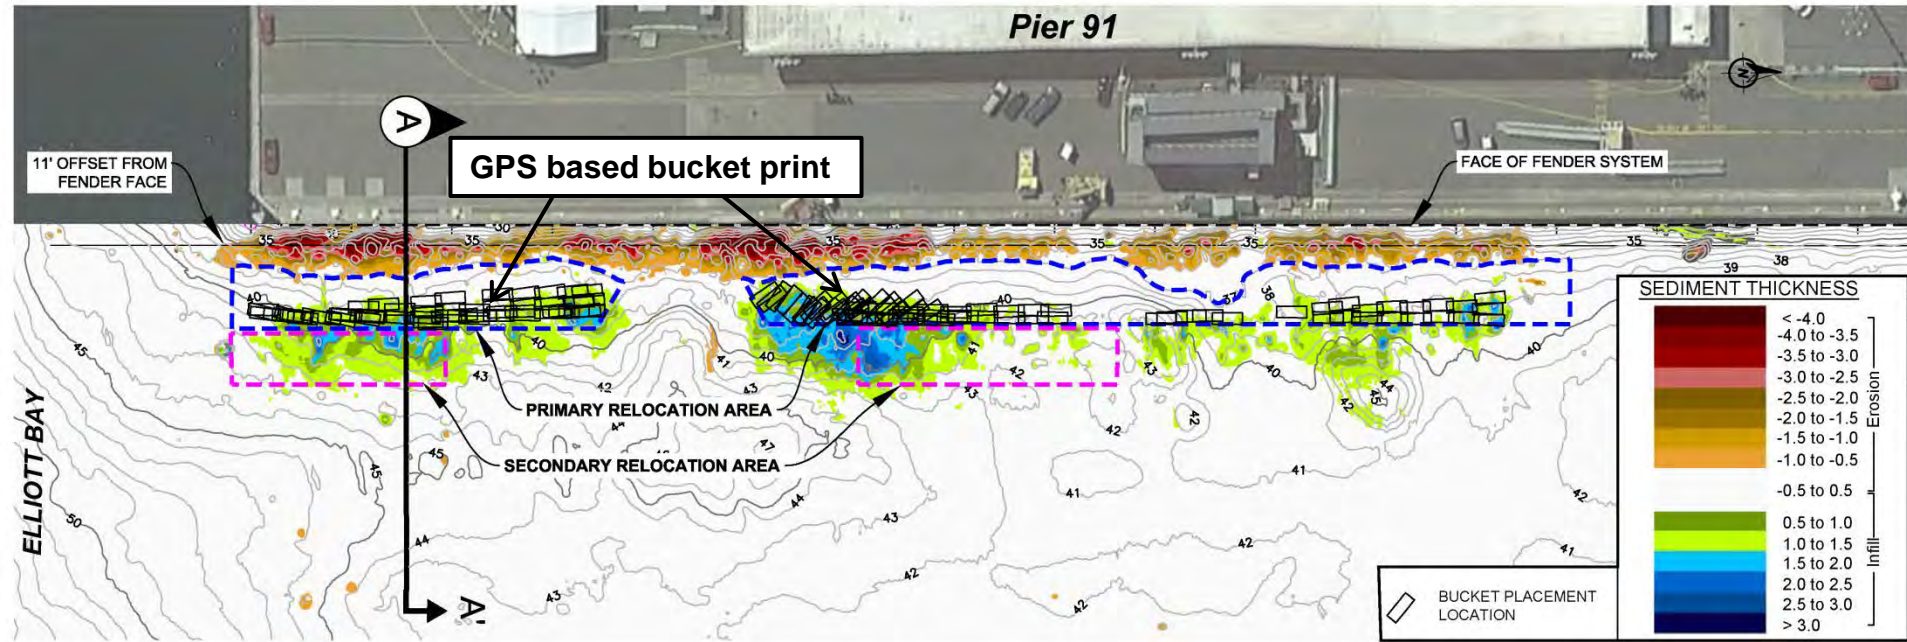 Pier 91
N
A
GPS based bucket print
11' OFFSET FROM
FENDER FACE
FACE OF FENDER SYSTEM
35
35
35
35
35
35
39
38
40
40
37
38
40
45
40
41
40
41
40
43
42
43
42
43
43
42
44
45
42
PRIMARY RELOCATION AREA
42
42
SECONDARY RELOCATION AREA
45
45
47
44
41
41
42
50
43
44
42
42
41
43
42
42
A'
ELLIOTT BAY
SEDIMENT THICKNESS
< -4.0
-4.0 to -3.5
-3.5 to -3.0
-3.0 to -2.5
-2.5 to -2.0
-2.0 to -1.5
-1.5 to -1.0
-1.0 to -0.5
-0.5 to 0.5
0.5 to 1.0
1.0 to 1.5
1.5 to 2.0
2.0 to 2.5
2.5 to 3.0
> 3.0
Erosion
Infill
BUCKET PLACEMENT
LOCATION